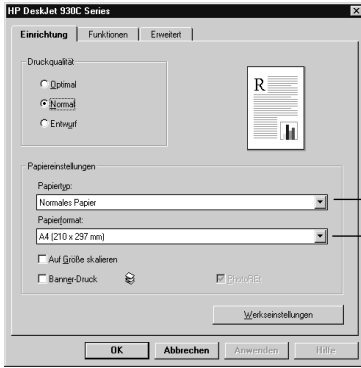 HP DeskJet 930C Series
Einrichtung Funktionen Erweitert
Druckqualität
Optimal
Normal
Entwurf
R
Papiereinstellungen
Papiertyp:
Normales Papier
Papierformat:
A4 (210 x 297 mm)
Auf Größe skalieren
Banner-Druck PhotoREt
Werkseinstellungen
OK Abbrechen Anwenden Hilfe